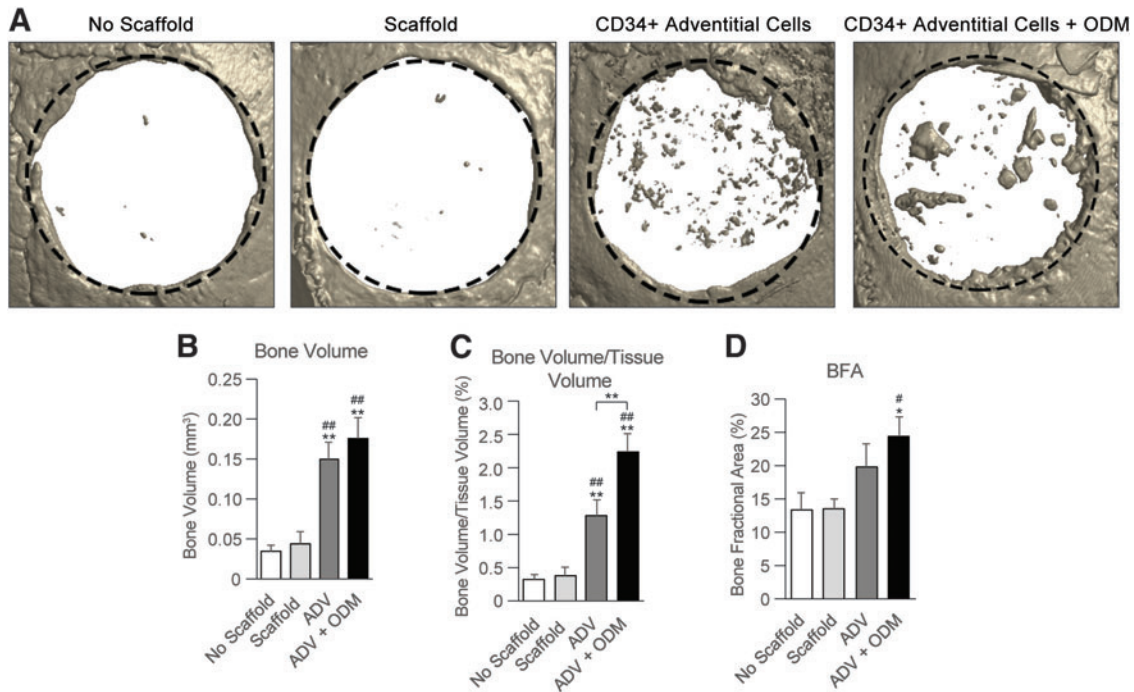 A
No Scaffold
Scaffold
CD34+ Adventitial Cells
CD34+ Adventitial Cells + ODM
B
Bone Volume
Bone Volume (mm³)
0.25
0.20
0.15
0.10
0.05
0
##
**
##
**
No Scaffold
Scaffold
ADV
ADV + ODM
C
Bone Volume/Tissue
Volume
Bone Volume/Tissue Volume (%)
3.0
2.5
2.0
1.5
1.0
0.5
0
**
##
**
##
**
No Scaffold
Scaffold
ADV
ADV + ODM
D
BFA
Bone Fractional Area (%)
30
25
20
15
10
5
0
#
*
No Scaffold
Scaffold
ADV
ADV + ODM